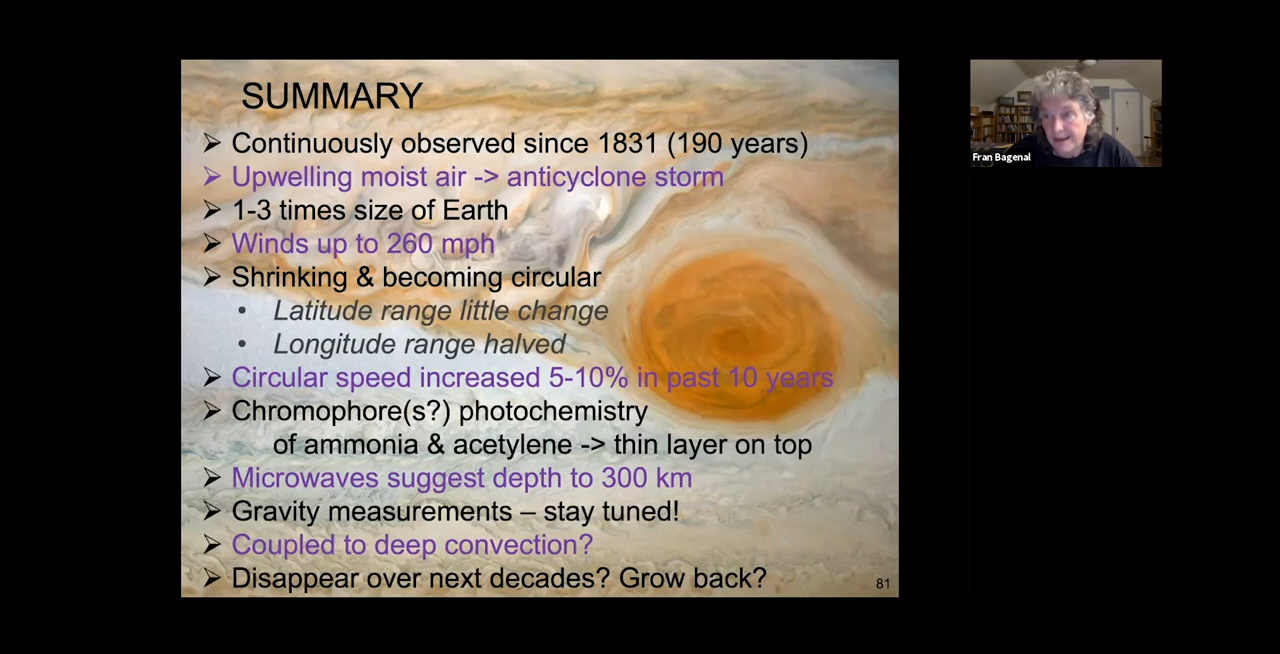 SUMMARY
➢ Continuously observed since 1831 (190 years)
➢ Upwelling moist air -> anticyclone storm
➢ 1-3 times size of Earth
➢ Winds up to 260 mph
➢ Shrinking & becoming circular
• Latitude range little change
• Longitude range halved
➢ Circular speed increased 5-10% in past 10 years
➢ Chromophore(s?) photochemistry
of ammonia & acetylene -> thin layer on top
➢ Microwaves suggest depth to 300 km
➢ Gravity measurements – stay tuned!
➢ Coupled to deep convection?
➢ Disappear over next decades? Grow back?
81
Fran Bagenal